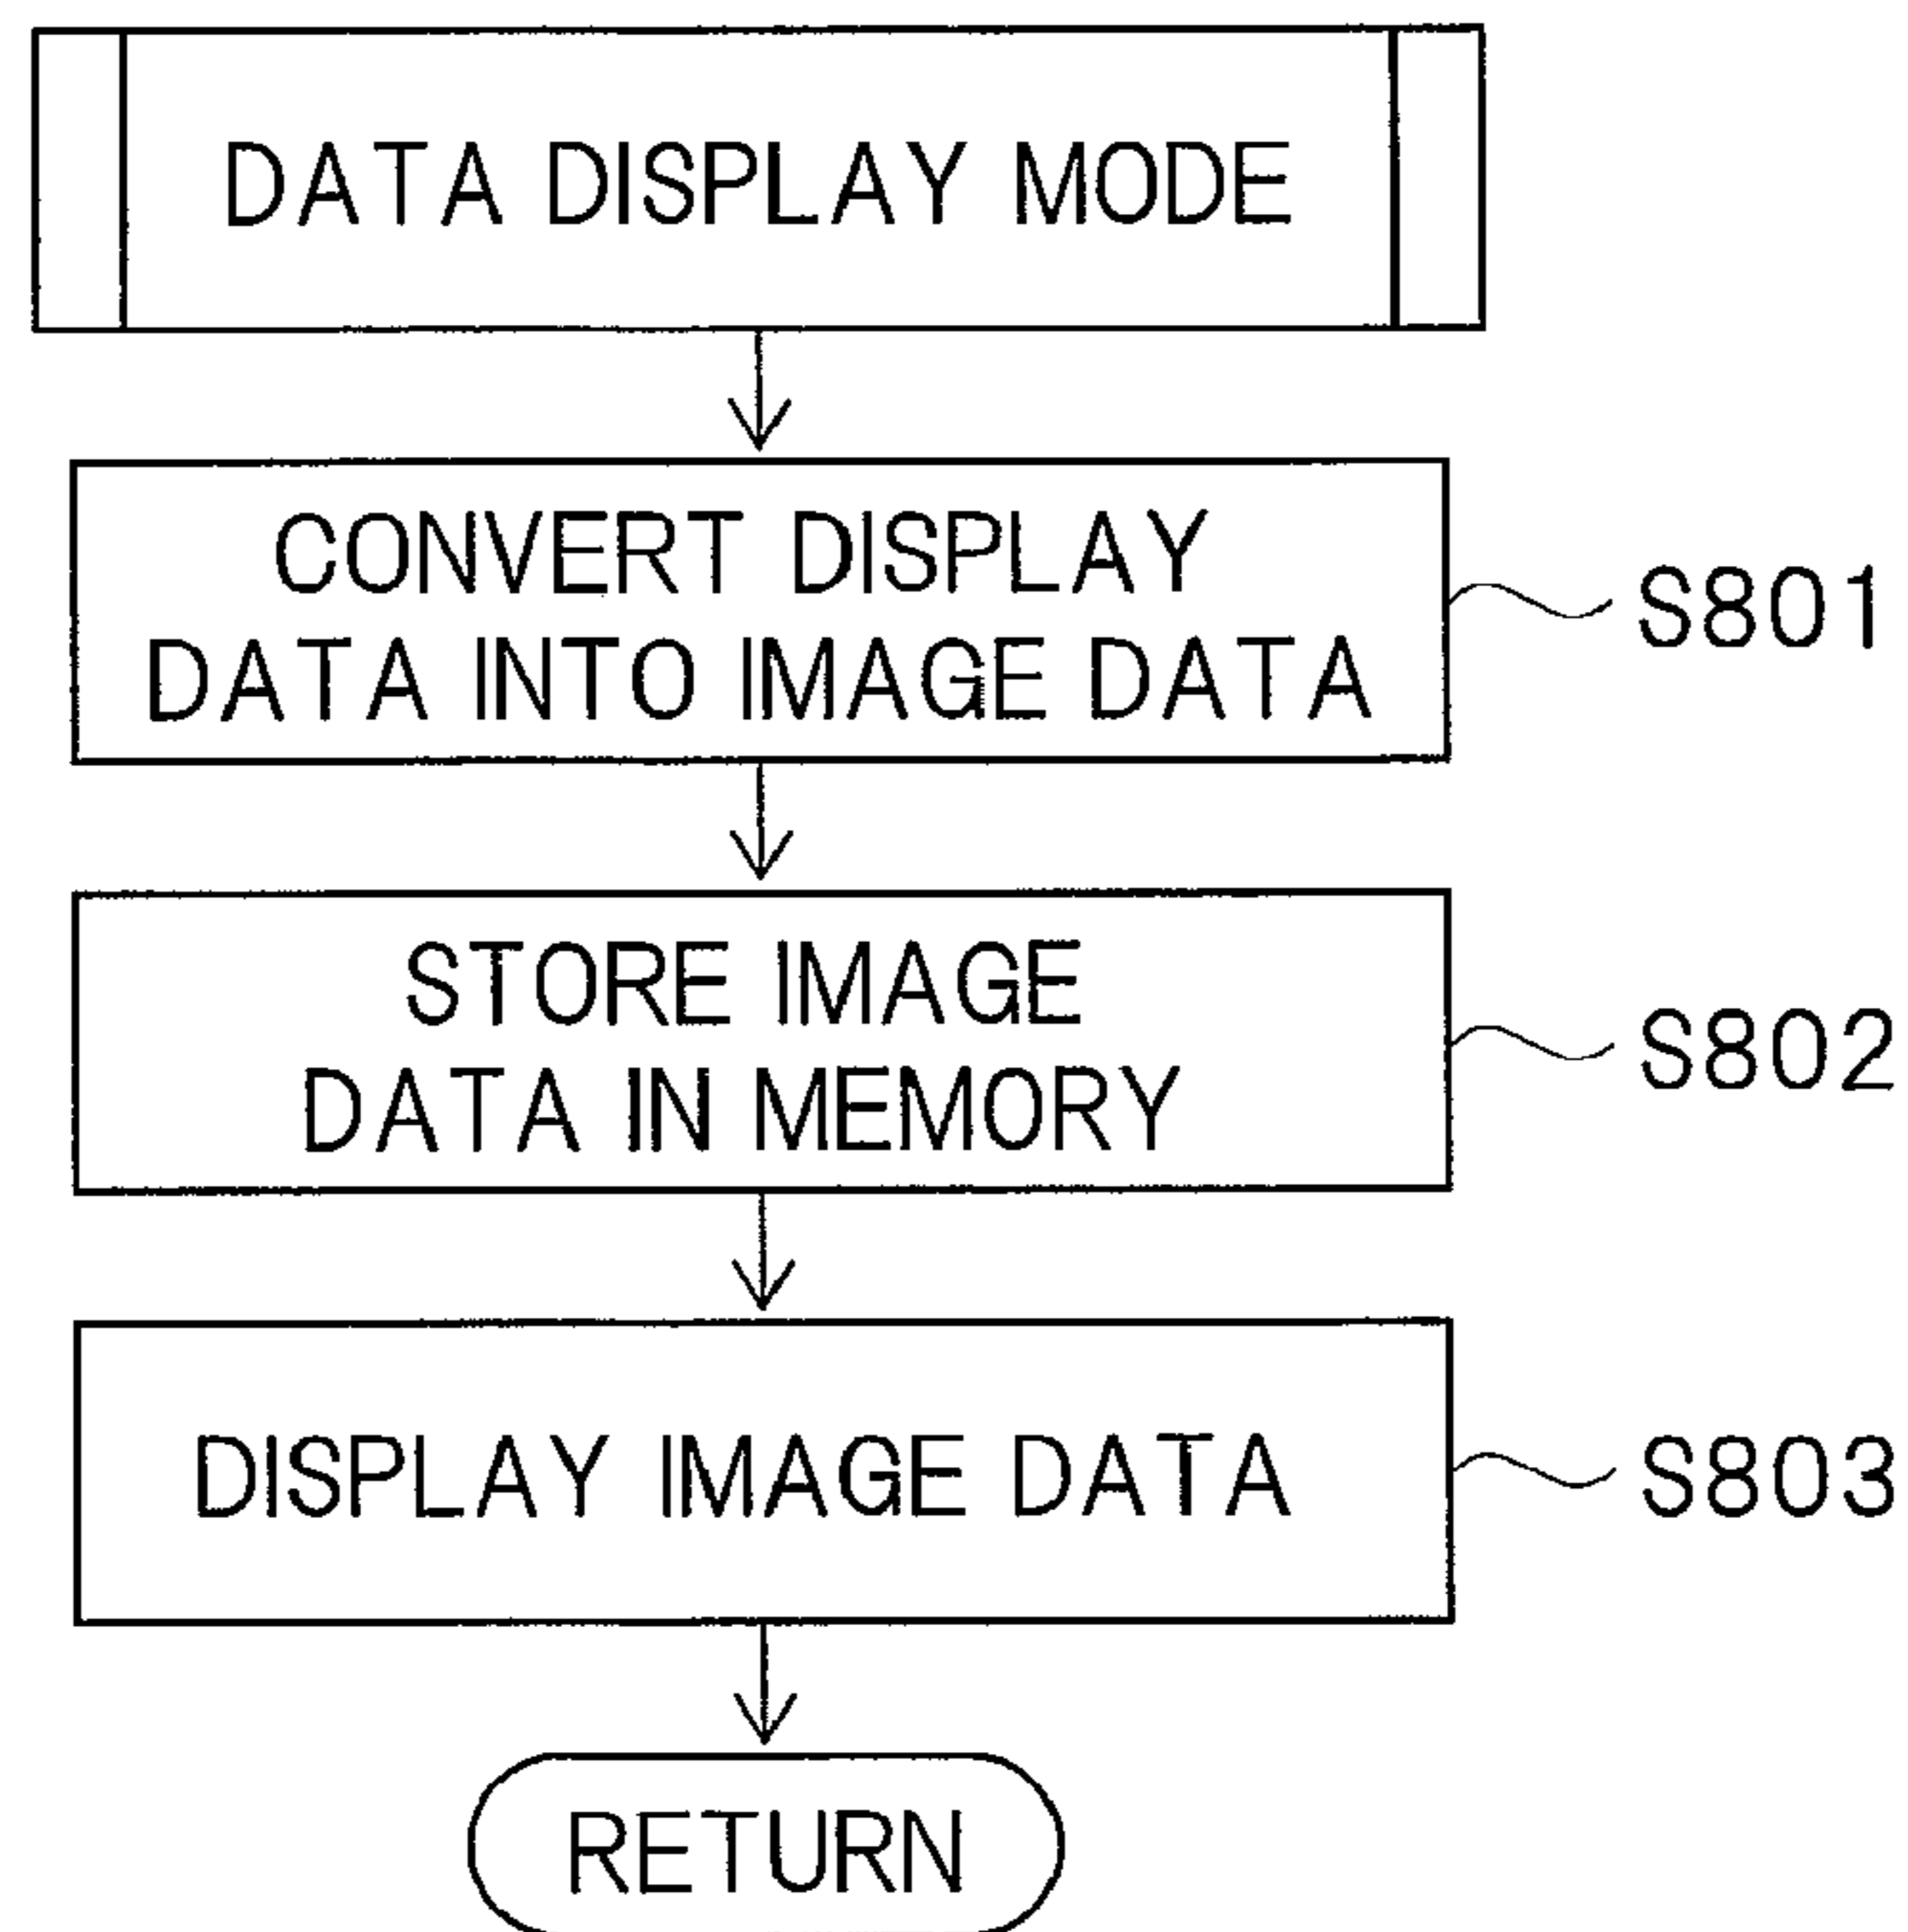 DATA DISPLAY MODE
CONVERT DISPLAY
DATA INTO IMAGE DATA
S801
STORE IMAGE
DATA IN MEMORY
S802
DISPLAY IMAGE DATA
S803
RETURN